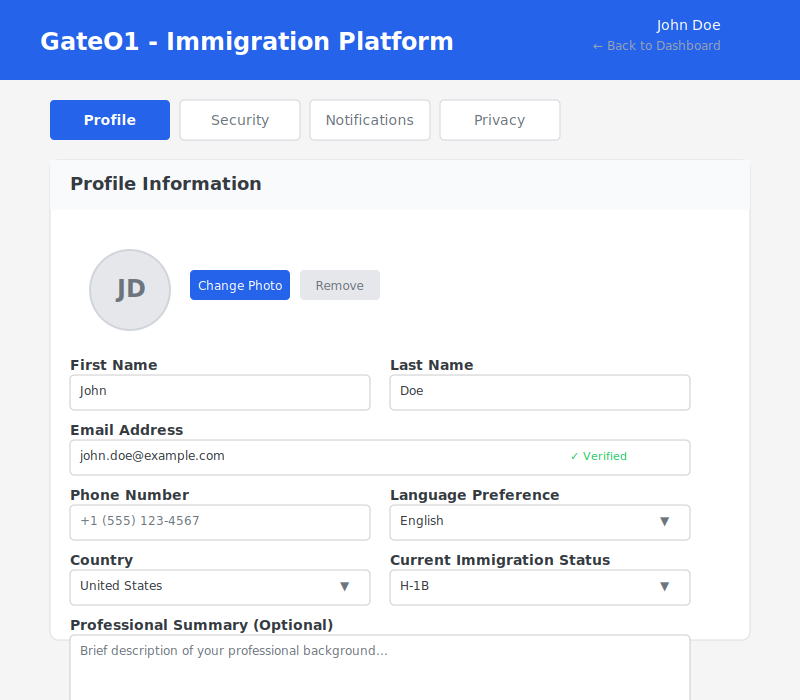 GateO1 - Immigration Platform
John Doe
← Back to Dashboard
Profile
Security
Notifications
Privacy
Profile Information
JD
Change Photo
Remove
First Name
Last Name
John
Doe
Email Address
john.doe@example.com
✓ Verified
Phone Number
Language Preference
+1 (555) 123-4567
English ▼
Country
Current Immigration Status
United States ▼
H-1B ▼
Professional Summary (Optional)
Brief description of your professional background...